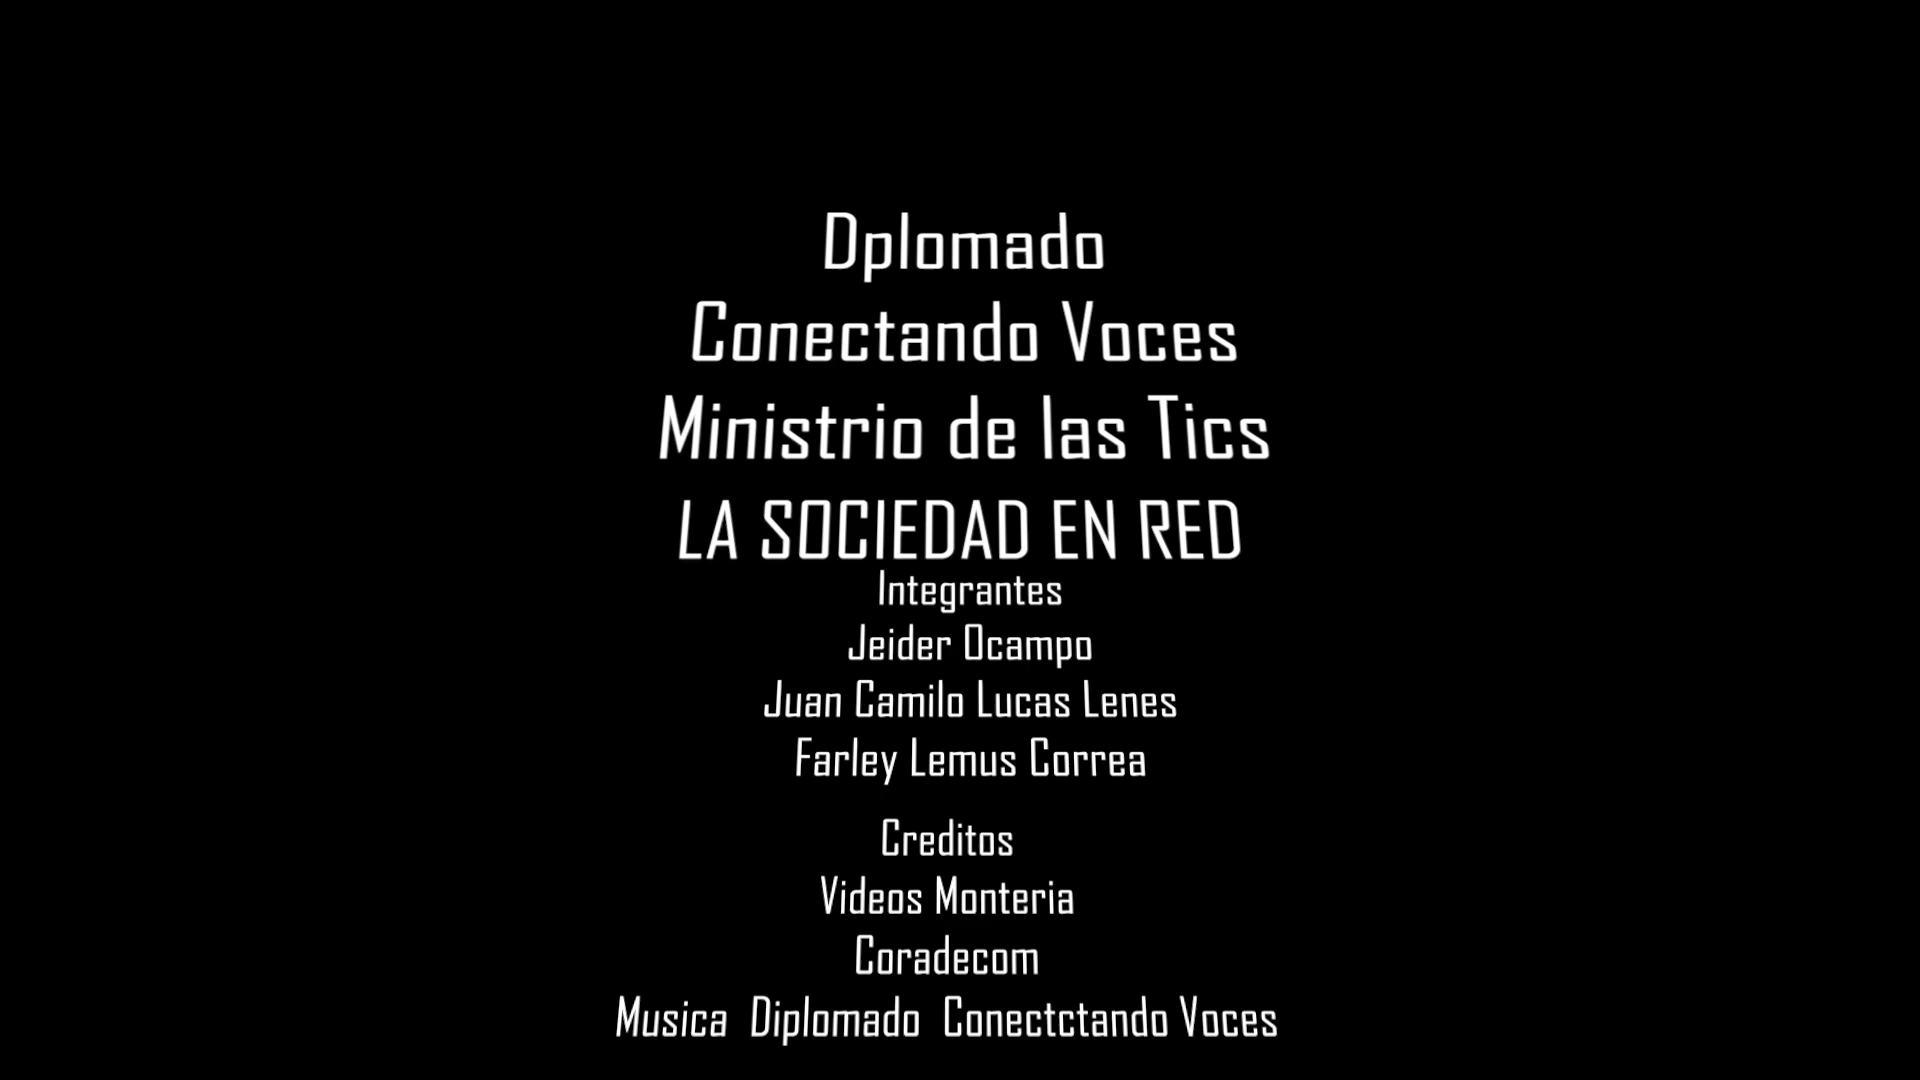 Dplomado
Conectando Voces
Ministrio de las Tics
LA SOCIEDAD EN RED
Integrantes
Jeider Ocampo
Juan Camilo Lucas Lenes
Farley Lemus Correa
Creditos
Videos Monteria
Coradecom
Musica Diplomado Conectctando Voces